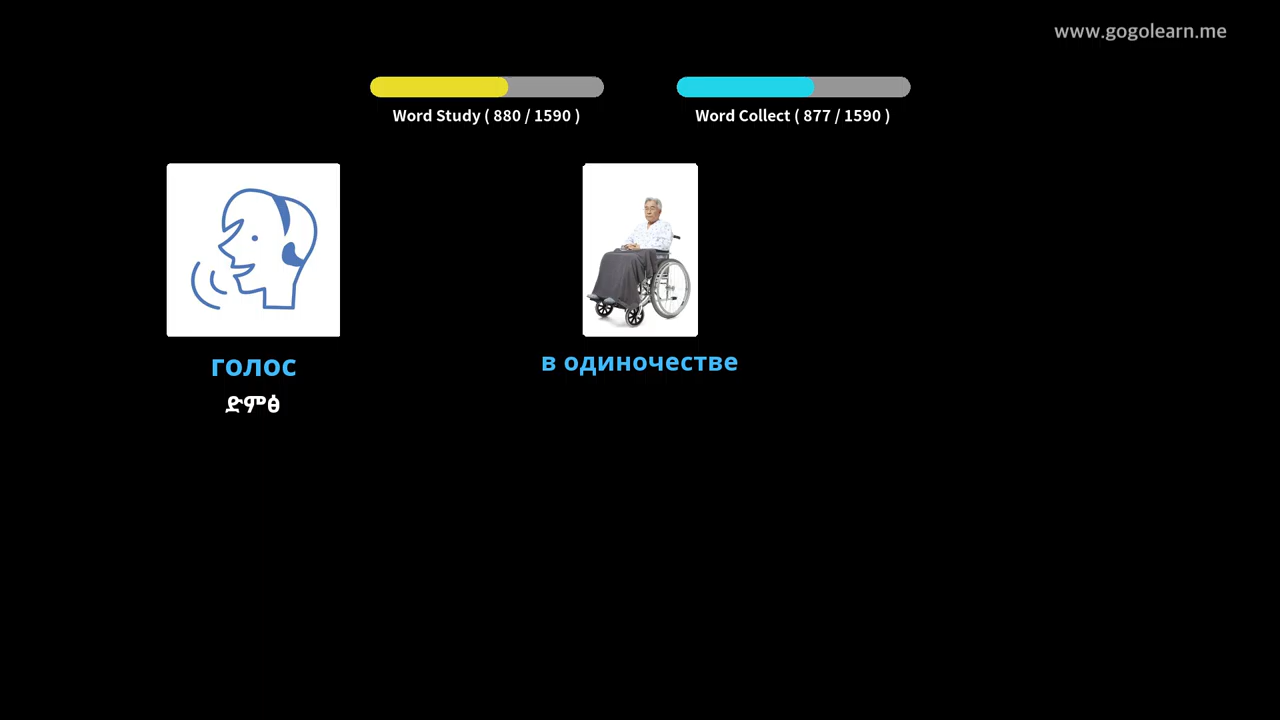 www.gogolearn.me
Word Study ( 880 / 1590 )
Word Collect ( 877 / 1590 )
голос
ድምፅ
в одиночестве